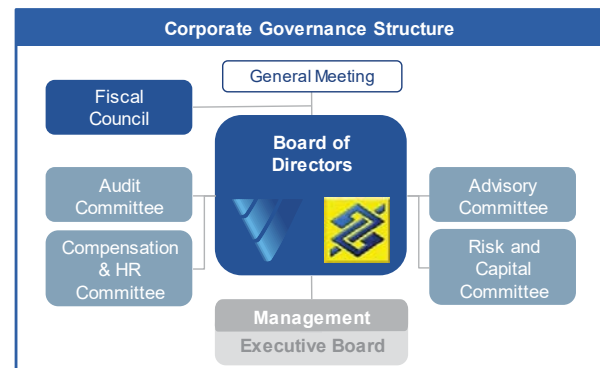 Corporate Governance Structure
General Meeting
Fiscal
Council
Board of
Directors
Audit
Committee
Advisory
Committee
Compensation
& HR
Committee
Risk and
Capital
Committee
Management
Executive Board